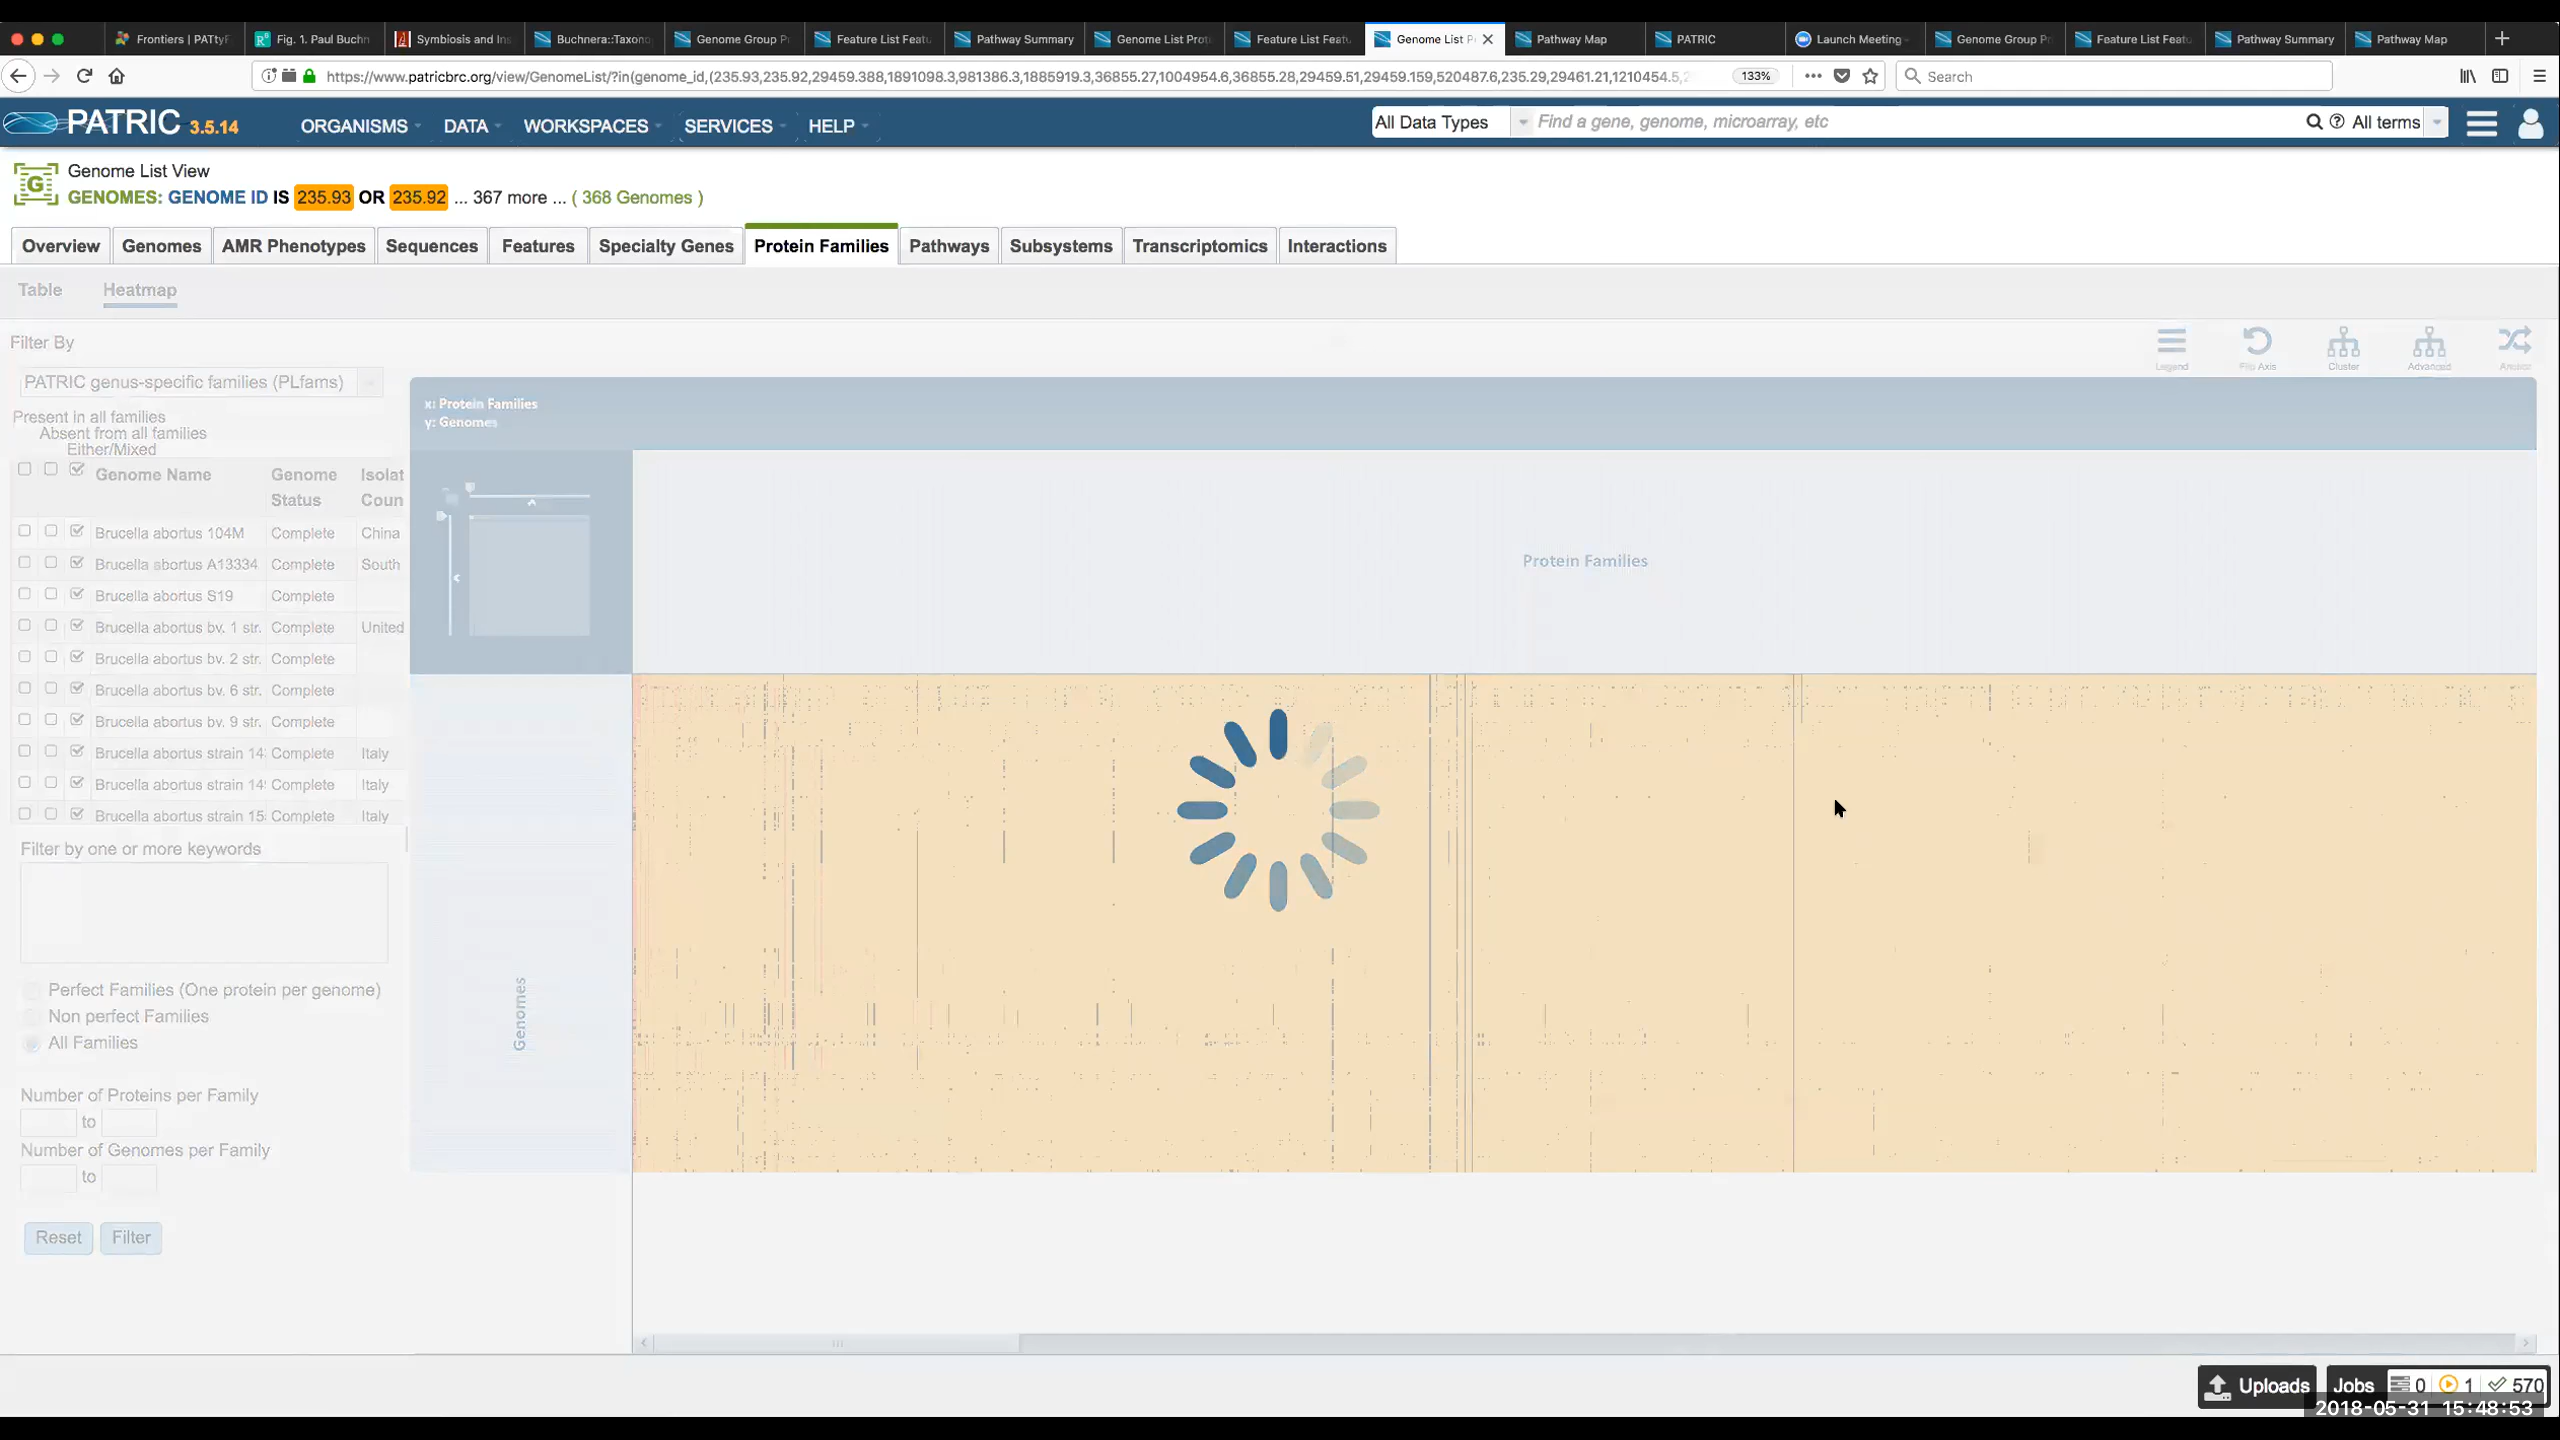 Frontiers | PATtyF
Fig. 1. Paul Buchn
Symbiosis and Ins
Buchnera::Taxono
Genome Group Pr
Feature List Featu
Pathway Summary
Genome List Prot
Feature List Featu
Genome List P
Pathway Map
PATRIC
Launch Meeting
Genome Group Pr
Feature List Featu
Pathway Summary
Pathway Map
https://www.patricbrc.org/view/GenomeList/?in(genome_id,(235.93,235.92,29459.388,1891098.3,981386.3,1885919.3,36855.27,1004954.6,36855.28,29459.51,29459.159,520487.6,235.29,29461.21,1210454.5,2
133%
Search
PATRIC 3.5.14
ORGANISMS DATA WORKSPACES SERVICES HELP
All Data Types
Find a gene, genome, microarray, etc
All terms
Genome List View
GENOMES: GENOME ID IS 235.93 OR 235.92 ... 367 more ... ( 368 Genomes )
Overview Genomes AMR Phenotypes Sequences Features Specialty Genes Protein Families Pathways Subsystems Transcriptomics Interactions
Table Heatmap
Filter By
Legend Flip Axis Cluster Advanced Anchor
PATRIC genus-specific families (PLfams)
Present in all families
Absent from all families
Either/Mixed
Genome Name Genome Status Isolat Coun
Brucella abortus 104M Complete China
Brucella abortus A13334 Complete South
Brucella abortus S19 Complete
Brucella abortus bv. 1 str. Complete United
Brucella abortus bv. 2 str. Complete
Brucella abortus bv. 6 str. Complete
Brucella abortus bv. 9 str. Complete
Brucella abortus strain 14 Complete Italy
Brucella abortus strain 14 Complete Italy
Brucella abortus strain 15 Complete Italy
Filter by one or more keywords
Perfect Families (One protein per genome)
Non perfect Families
All Families
Number of Proteins per Family
to
Number of Genomes per Family
to
Reset Filter
x: Protein Families
y: Genomes
Protein Families
Genomes
Uploads Jobs 0 1 570
2018-05-31 15:48:53